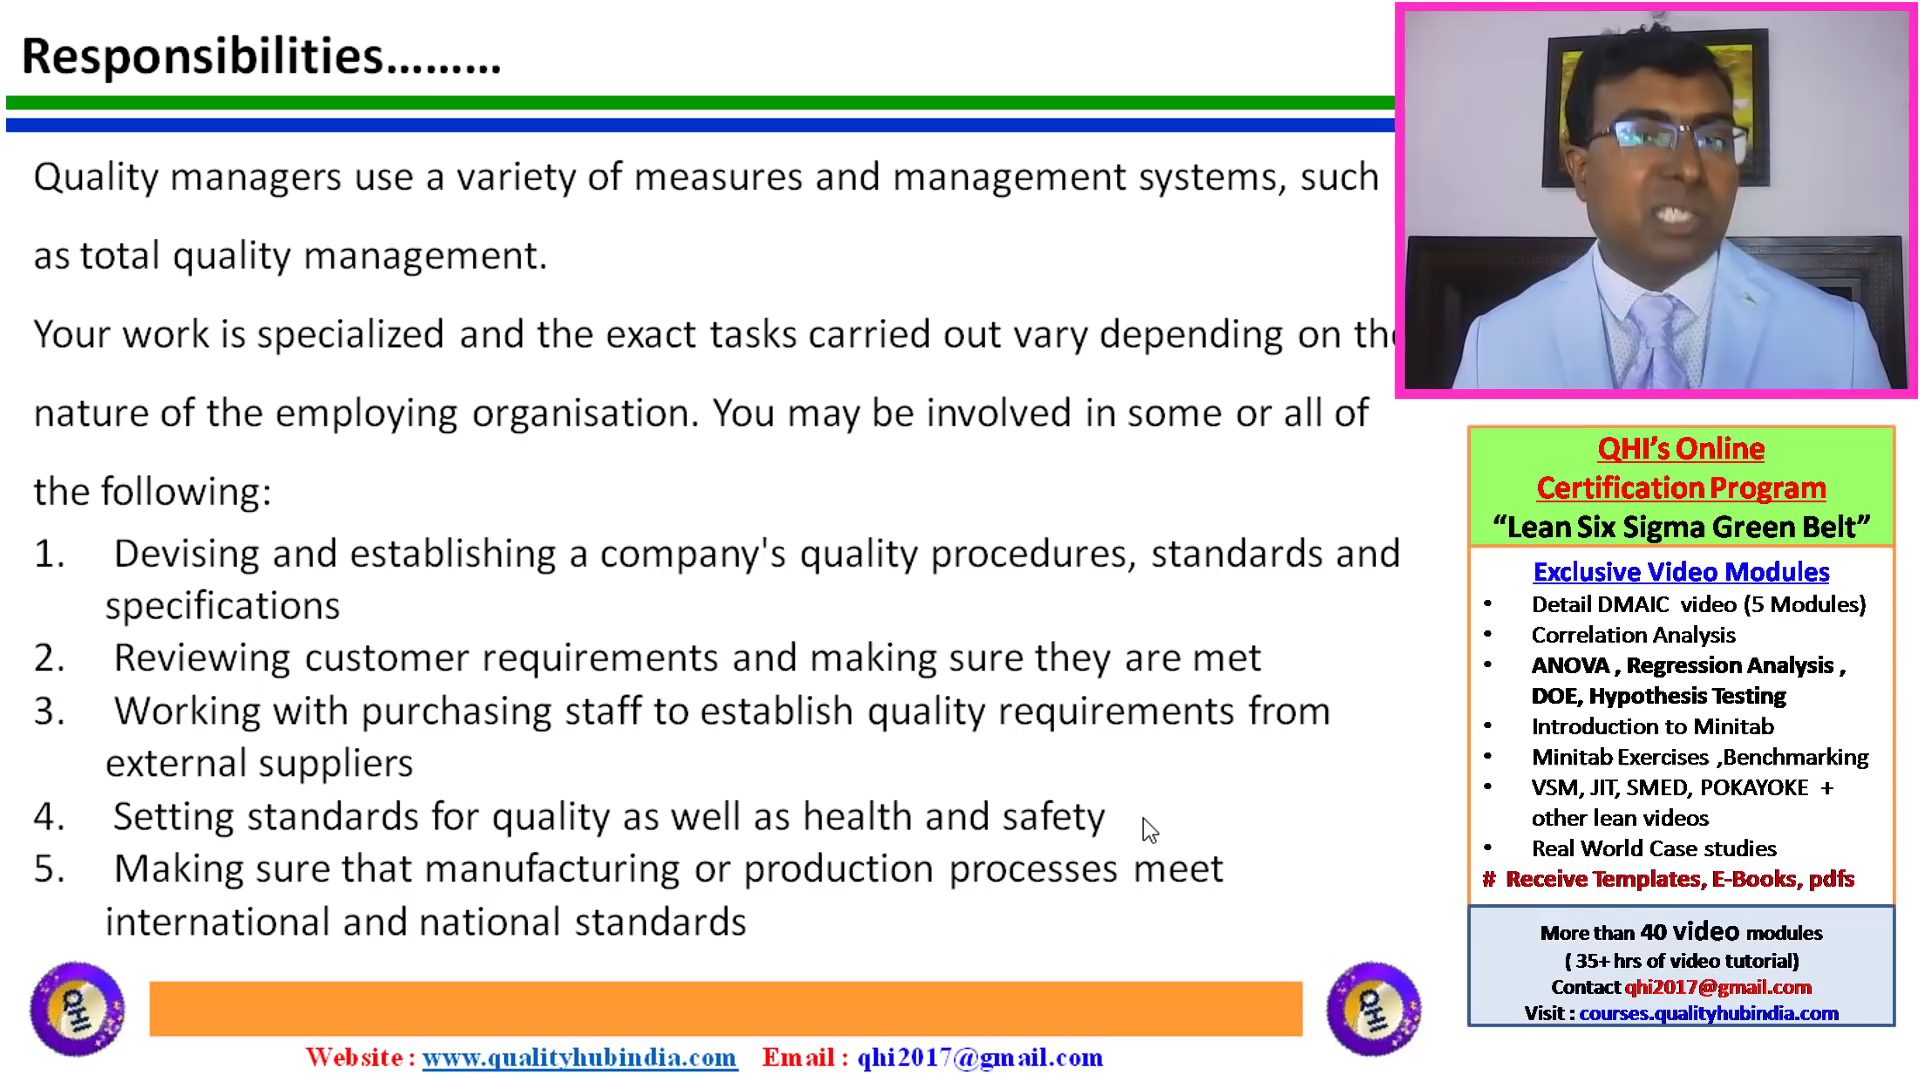 Responsibilities.........
Quality managers use a variety of measures and management systems, such
as total quality management.
Your work is specialized and the exact tasks carried out vary depending on the
nature of the employing organisation. You may be involved in some or all of
the following:
1. Devising and establishing a company's quality procedures, standards and
specifications
2. Reviewing customer requirements and making sure they are met
3. Working with purchasing staff to establish quality requirements from
external suppliers
4. Setting standards for quality as well as health and safety
5. Making sure that manufacturing or production processes meet
international and national standards
QHI
QHI
Website : www.qualityhubindia.com Email : qhi2017@gmail.com
QHI’s Online
Certification Program
“Lean Six Sigma Green Belt”
Exclusive Video Modules
• Detail DMAIC video (5 Modules)
• Correlation Analysis
• ANOVA , Regression Analysis ,
DOE, Hypothesis Testing
• Introduction to Minitab
• Minitab Exercises ,Benchmarking
• VSM, JIT, SMED, POKAYOKE +
other lean videos
• Real World Case studies
# Receive Templates, E-Books, pdfs
More than 40 video modules
( 35+ hrs of video tutorial)
Contact qhi2017@gmail.com
Visit : courses.qualityhubindia.com